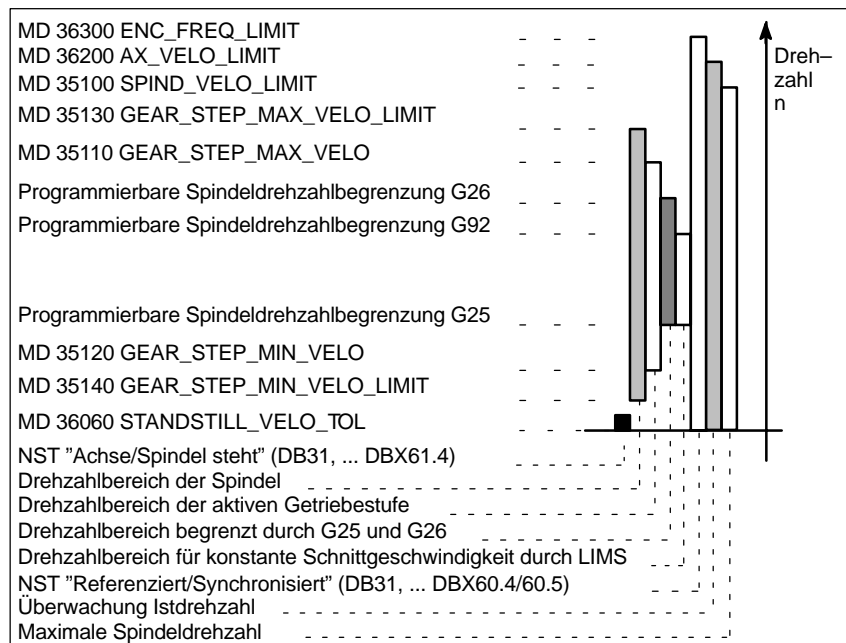 MD 36300 ENC_FREQ_LIMIT
MD 36200 AX_VELO_LIMIT
MD 35100 SPIND_VELO_LIMIT
MD 35130 GEAR_STEP_MAX_VELO_LIMIT
MD 35110 GEAR_STEP_MAX_VELO
Programmierbare Spindeldrehzahlbegrenzung G26
Programmierbare Spindeldrehzahlbegrenzung G92
Programmierbare Spindeldrehzahlbegrenzung G25
MD 35120 GEAR_STEP_MIN_VELO
MD 35140 GEAR_STEP_MIN_VELO_LIMIT
MD 36060 STANDSTILL_VELO_TOL
NST ”Achse/Spindel steht” (DB31, ... DBX61.4)
Drehzahlbereich der Spindel
Drehzahlbereich der aktiven Getriebestufe
Drehzahlbereich begrenzt durch G25 und G26
Drehzahlbereich für konstante Schnittgeschwindigkeit durch LIMS
NST ”Referenziert/Synchronisiert” (DB31, ... DBX60.4/60.5)
Überwachung Istdrehzahl
Maximale Spindeldrehzahl
Dreh–
zahl
n